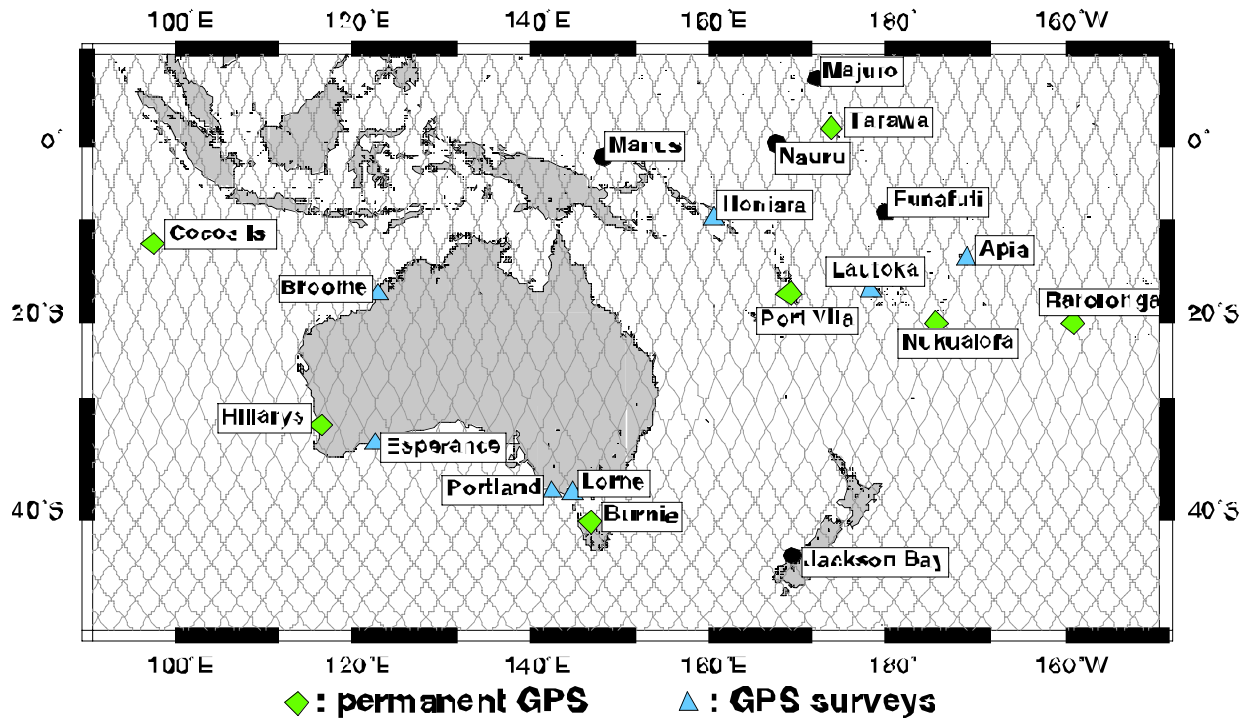 100°E 120°E 140°E 160°E 180° 160°W
Majuro
Tarawa
0° 0°
Manus
Nauru
Honiara
Funafuti
Cocos Is
Apia
Lautoka
Broome
Rarotonga
20°S 20°S
Port Vila
Nukualofa
Hillarys
Esperance
Portland
Lorne
40°S 40°S
Burnie
Jackson Bay
100°E 120°E 140°E 160°E 180° 160°W
: permanent GPS : GPS surveys